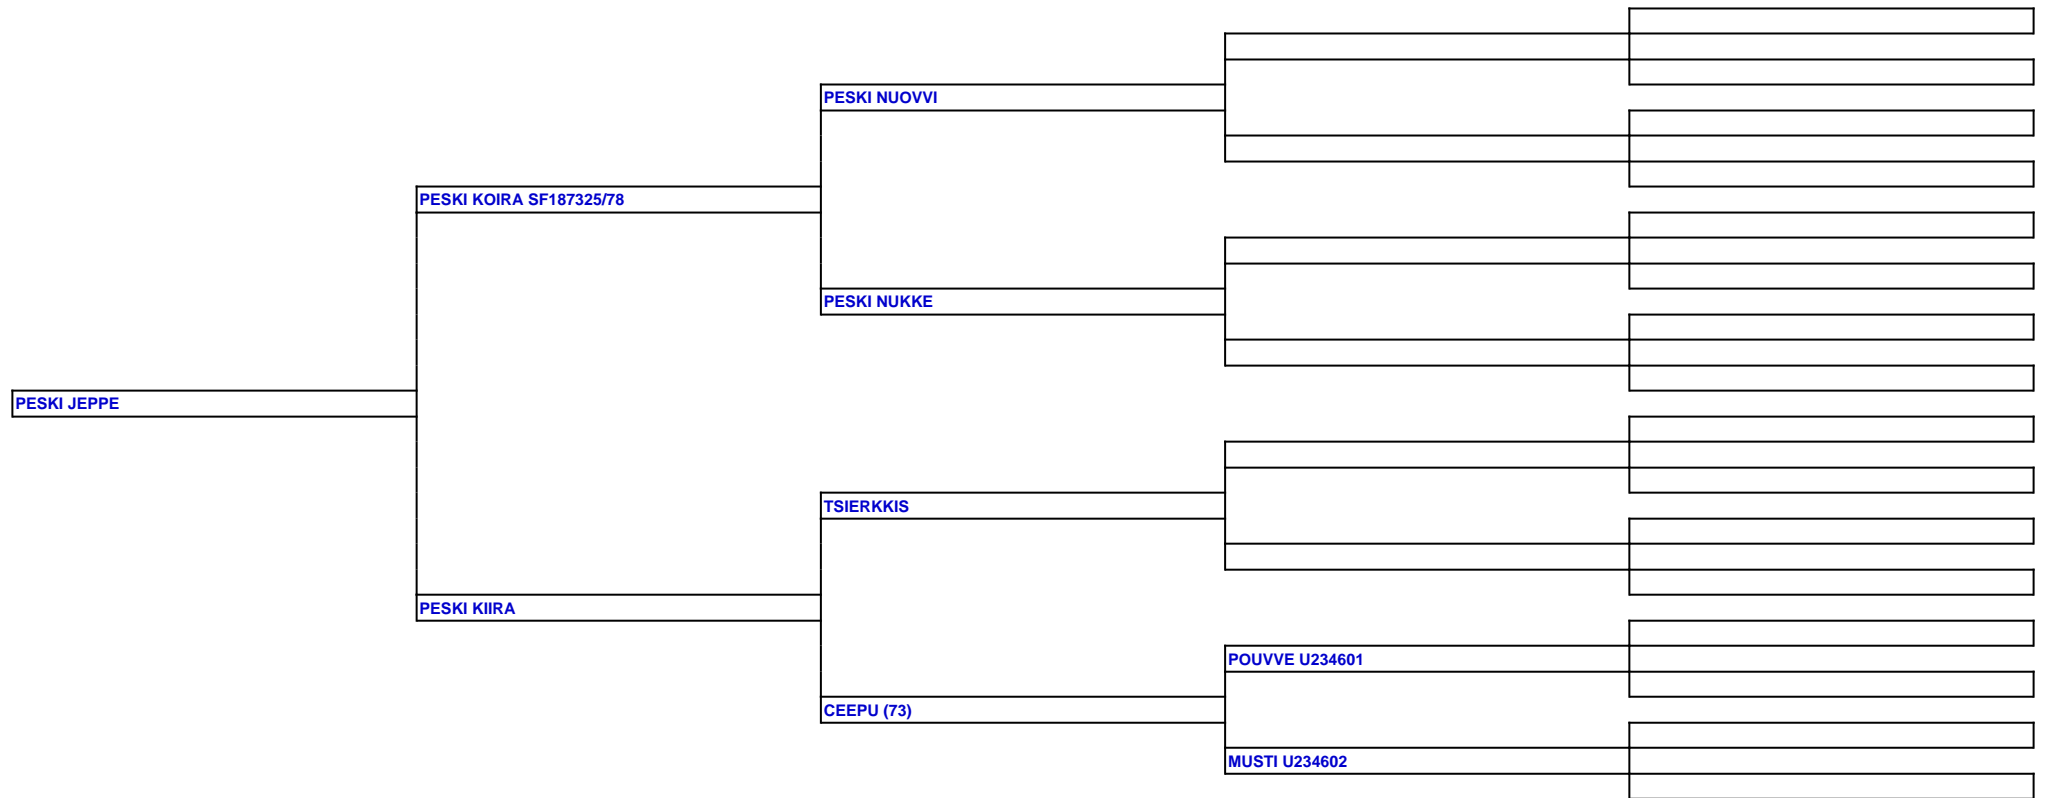 PESKI NUOVVI
PESKI KOIRA SF187325/78
PESKI NUKKE
PESKI JEPPE
TSIERKKIS
PESKI KIIRA
POUVVE U234601
CEEPU (73)
MUSTI U234602